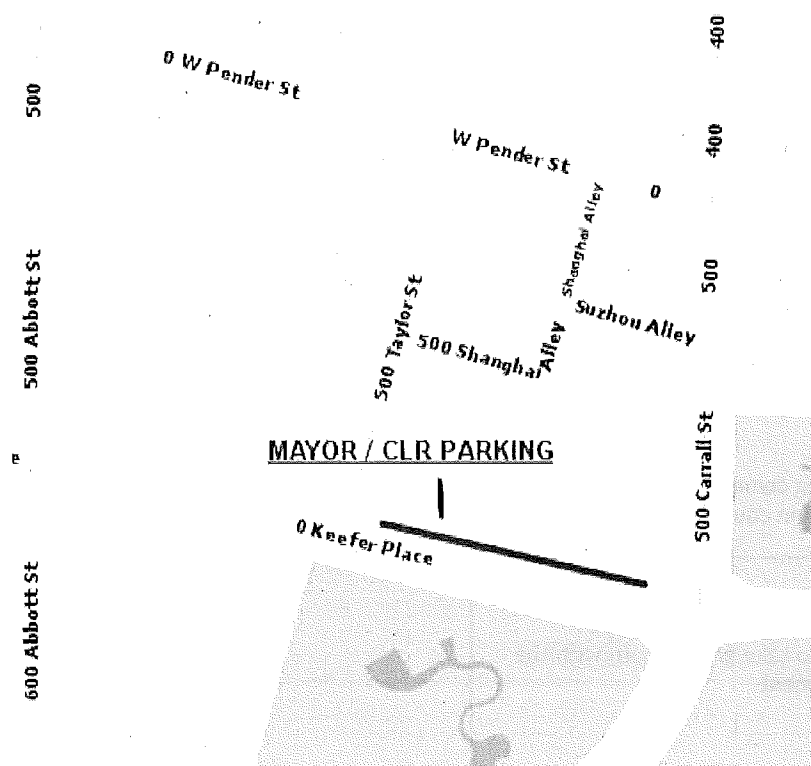 400
0 W Pender St
500
W Pender St
400
0
Shanghai Alley
500
500 Abbott St
500 Taylor St
Suzhou Alley
500 Shanghai Alley
MAYOR / CLR PARKING
e
500 Carrall St
0 Keefer Place
600 Abbott St